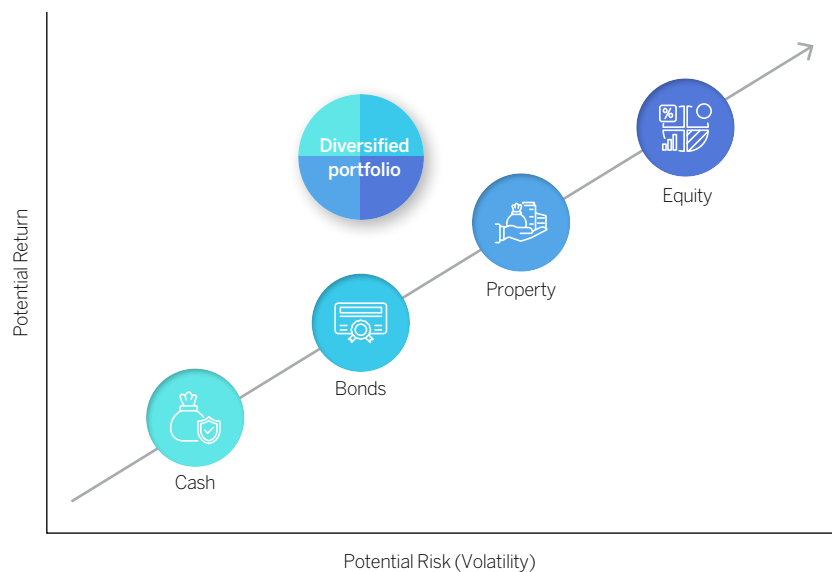 Diversified
portfolio
%
Equity
Property
Bonds
Cash
Potential Return
Potential Risk (Volatility)